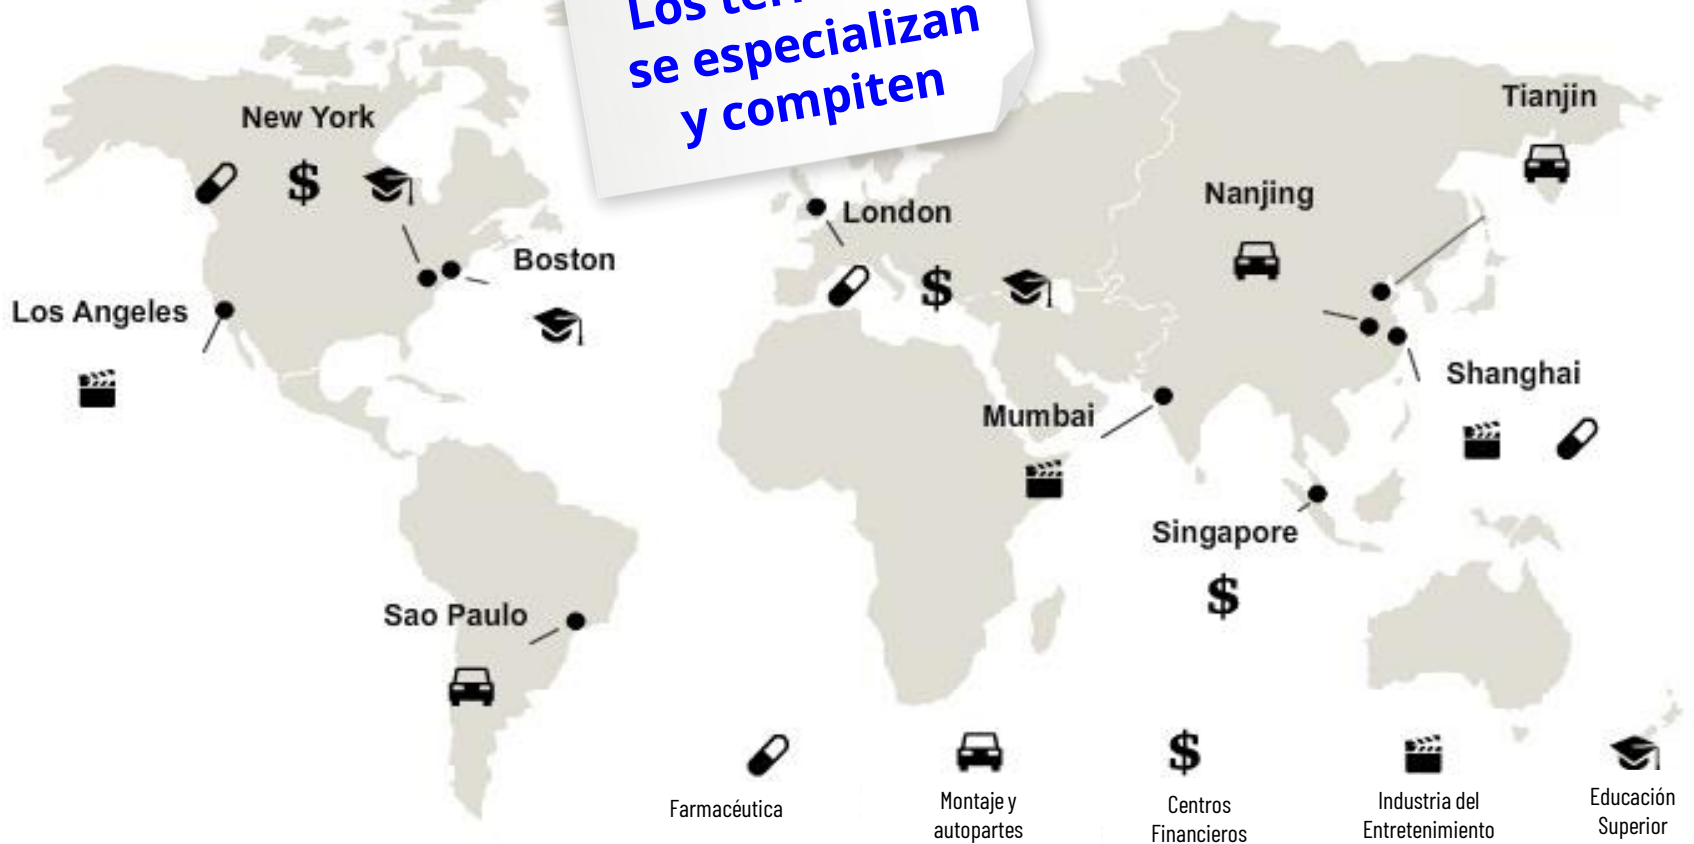 Los
se especializan
y compiten
New York
Tianjin
Nanjing
London
Boston
Los Angeles
Shanghai
Mumbai
Singapore
Sao Paulo
$
$
$
$
Farmacéutica
Montaje y
autopartes
Centros
Financieros
Industria del
Entretenimiento
Educación
Superior